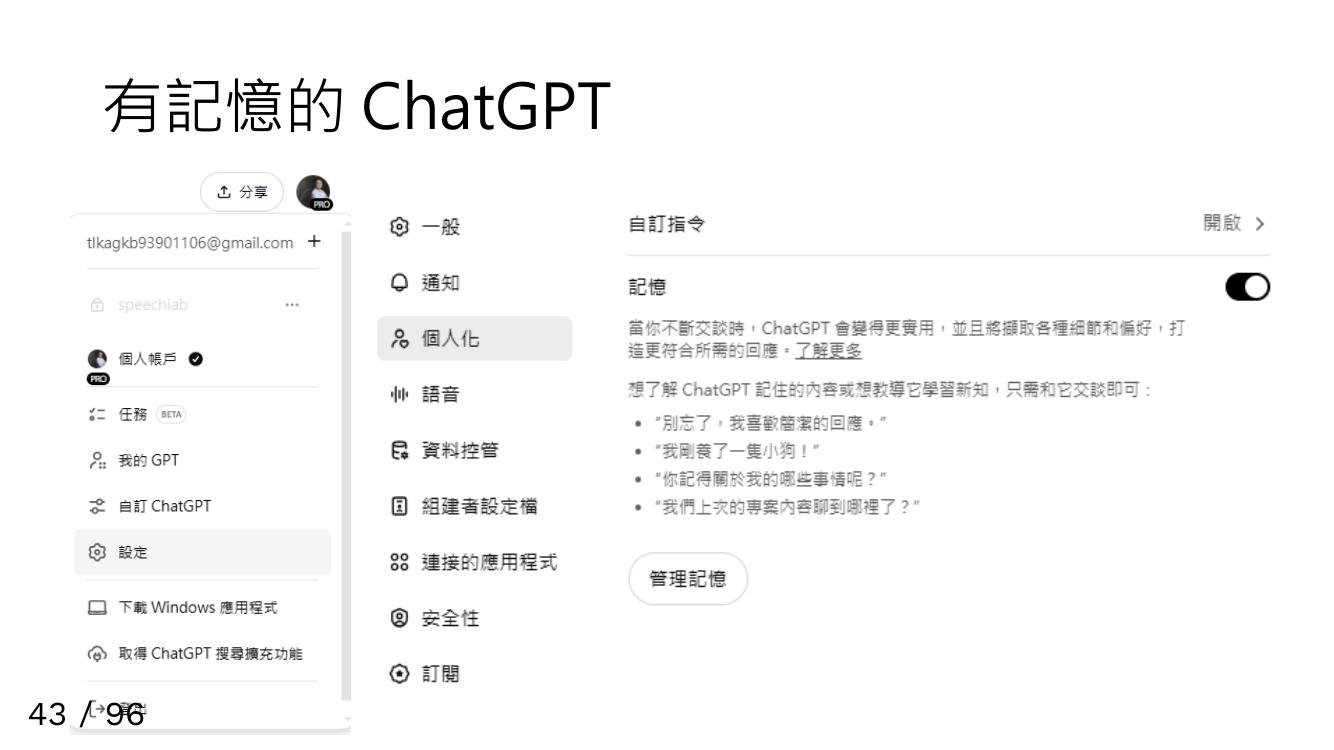 有記憶的 ChatGPT
分享
PRO
tlkagkb93901106@gmail.com
speechlab
個人帳戶
PRO
任務 BETA
我的 GPT
自訂 ChatGPT
設定
下載 Windows 應用程式
取得 ChatGPT 搜尋擴充功能
登出
一般
通知
個人化
語音
資料控管
組建者設定檔
連接的應用程式
安全性
訂閱
自訂指令 開啟
記憶
當你不斷交談時，ChatGPT 會變得更實用，並且將擷取各種細節和偏好，打
造更符合所需的回應。了解更多
想了解 ChatGPT 記住的內容或想教導它學習新知，只需和它交談即可：
• “別忘了，我喜歡簡潔的回應。”
• “我剛養了一隻小狗！”
• “你記得關於我的哪些事情呢？”
• “我們上次的專案內容聊到哪裡了？”
管理記憶
43 / 96